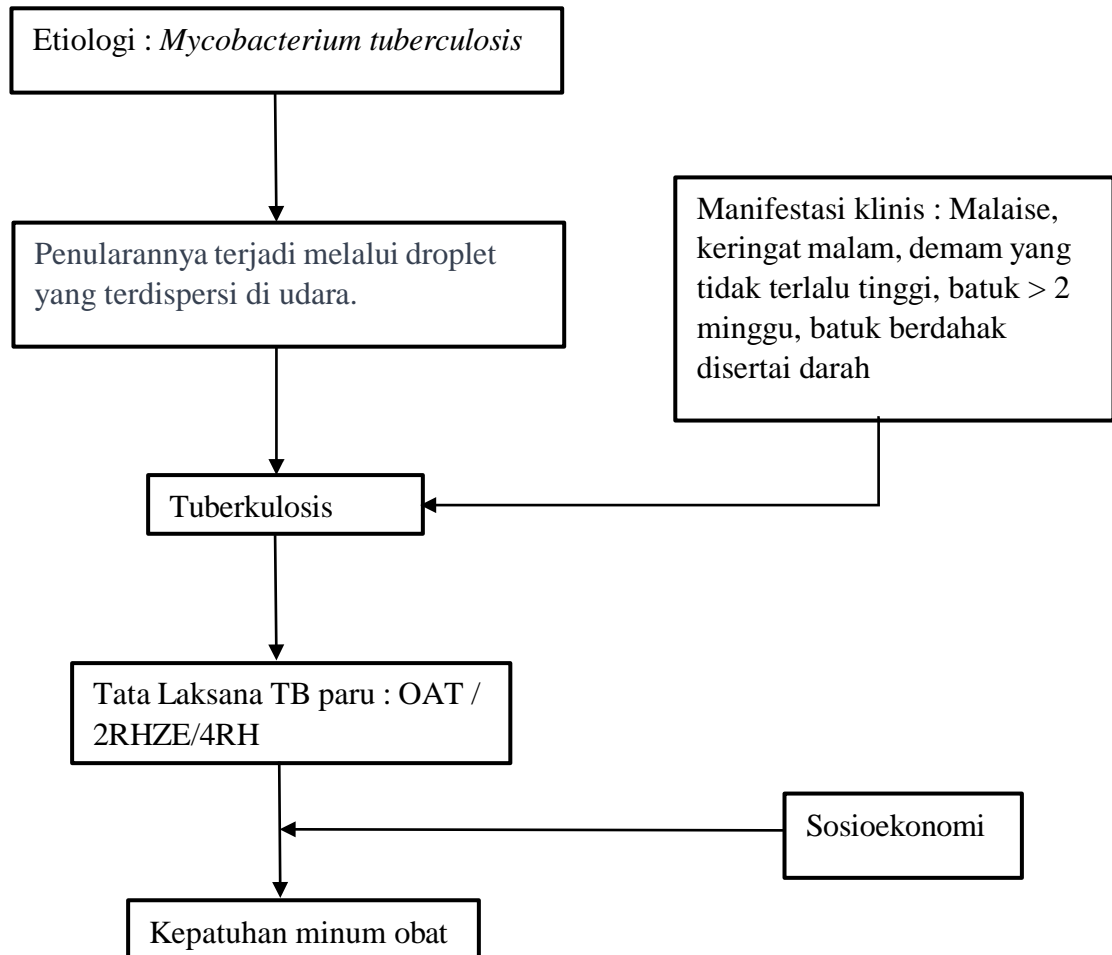 Etiologi : Mycobacterium tuberculosis
Penularannya terjadi melalui droplet
yang terdispersi di udara.
Manifestasi klinis : Malaise,
keringat malam, demam yang
tidak terlalu tinggi, batuk > 2
minggu, batuk berdahak
disertai darah
Tuberkulosis
Tata Laksana TB paru : OAT /
2RHZE/4RH
Sosioekonomi
Kepatuhan minum obat